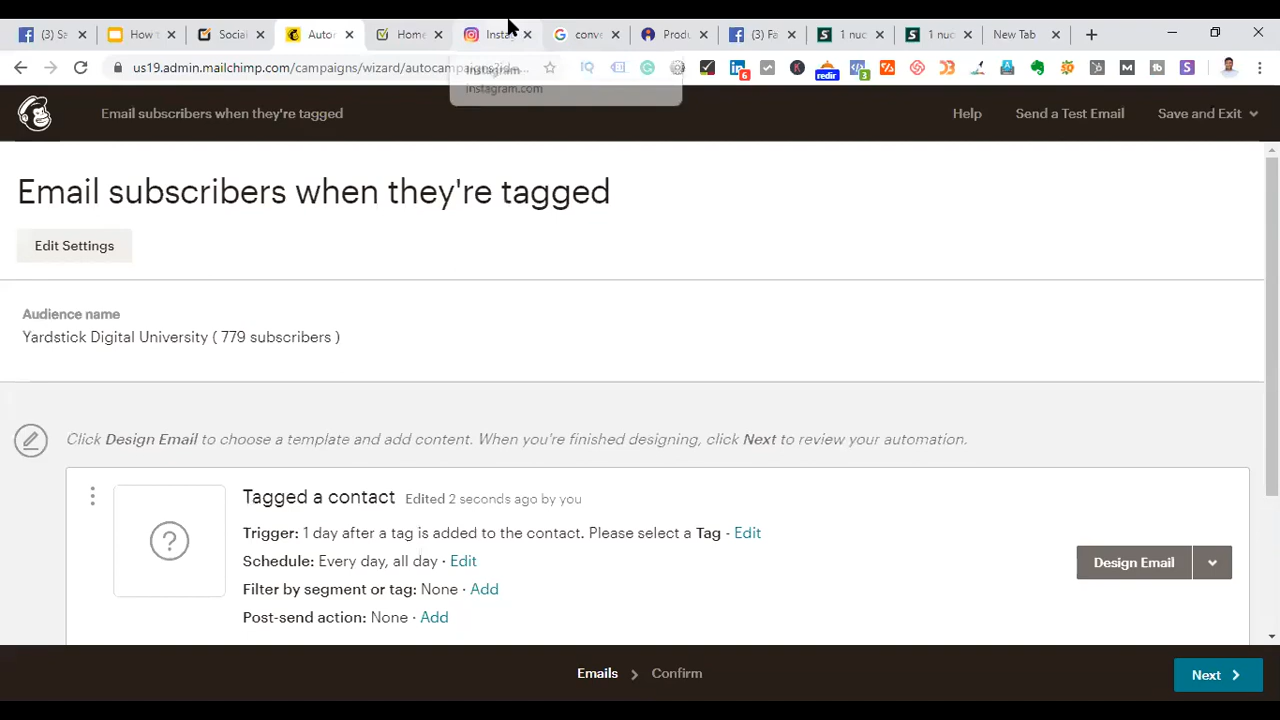 (3) Sa
How t
Social
Auto
Home
Insta
conve
Produ
(3) Fa
1 nuc
1 nuc
New Tab
us19.admin.mailchimp.com/campaigns/wizard/autocampaigns?id=...
Instagram
instagram.com
Email subscribers when they're tagged
Help
Send a Test Email
Save and Exit
Email subscribers when they're tagged
Edit Settings
Audience name
Yardstick Digital University ( 779 subscribers )
Click Design Email to choose a template and add content. When you're finished designing, click Next to review your automation.
Tagged a contact Edited 2 seconds ago by you
Trigger: 1 day after a tag is added to the contact. Please select a Tag · Edit
Schedule: Every day, all day · Edit
Filter by segment or tag: None · Add
Post-send action: None · Add
Design Email
Emails
Confirm
Next